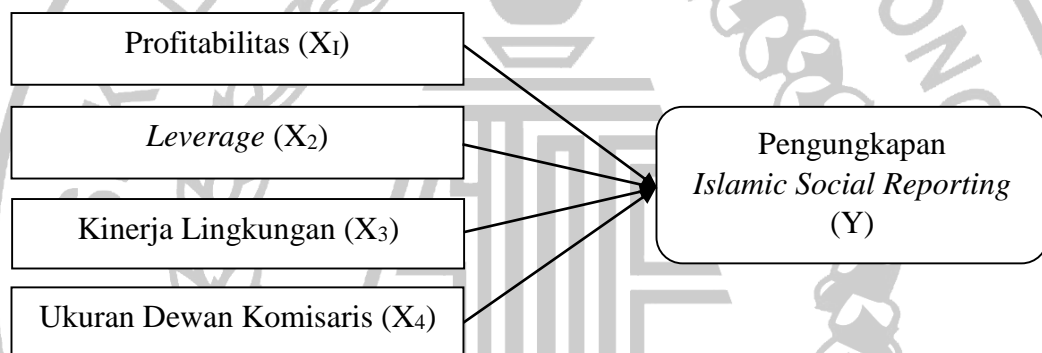 Profitabilitas (X₁)
Leverage (X₂)
Kinerja Lingkungan (X₃)
Ukuran Dewan Komisaris (X₄)
Pengungkapan
Islamic Social Reporting
(Y)